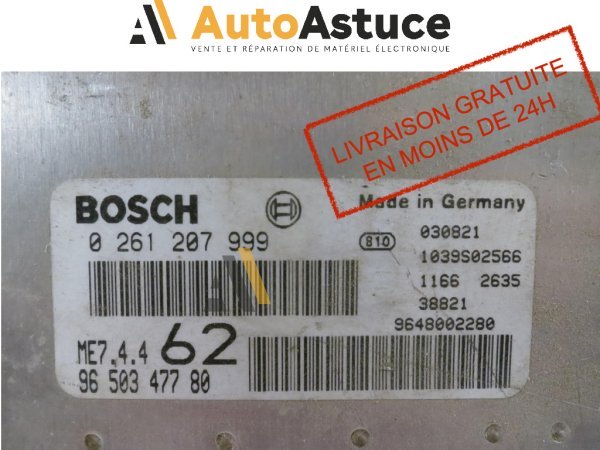 AutoAstuce
VENTE ET RÉPARATION DE MATÉRIEL ÉLECTRONIQUE
LIVRAISON GRATUITE
EN MOINS DE 24H
BOSCH
Made in Germany
0 261 207 999
810
030821
1039S02566
1166 2635
38821
9648002280
ME7.4.4 62
96 503 477 80